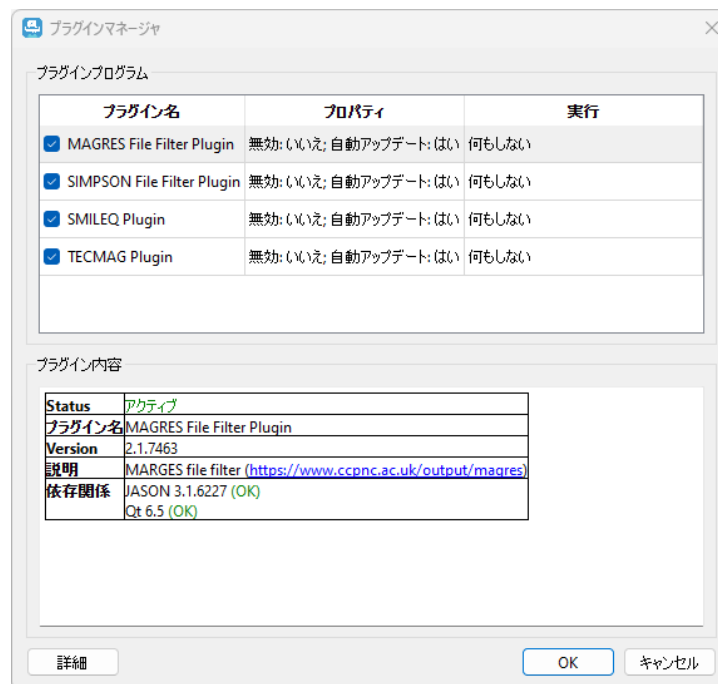 プラグインマネージャ
プラグインプログラム
プラグイン名 プロパティ 実行
MAGRES File Filter Plugin 無効: いいえ; 自動アップデート: はい 何もしない
SIMPSON File Filter Plugin 無効: いいえ; 自動アップデート: はい 何もしない
SMILEQ Plugin 無効: いいえ; 自動アップデート: はい 何もしない
TECMAG Plugin 無効: いいえ; 自動アップデート: はい 何もしない
プラグイン内容
Status アクティブ
プラグイン名 MAGRES File Filter Plugin
Version 2.1.7463
説明 MARGES file filter (https://www.ccpnc.ac.uk/output/magres)
依存関係 JASON 3.1.6227 (OK)
Qt 6.5 (OK)
詳細 OK キャンセル